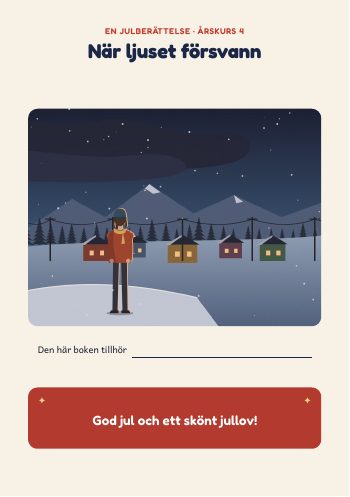 EN JULBERÄTTELSE · ÅRSKURS 4
När ljuset försvann
Den här boken tillhör
God jul och ett skönt jullov!